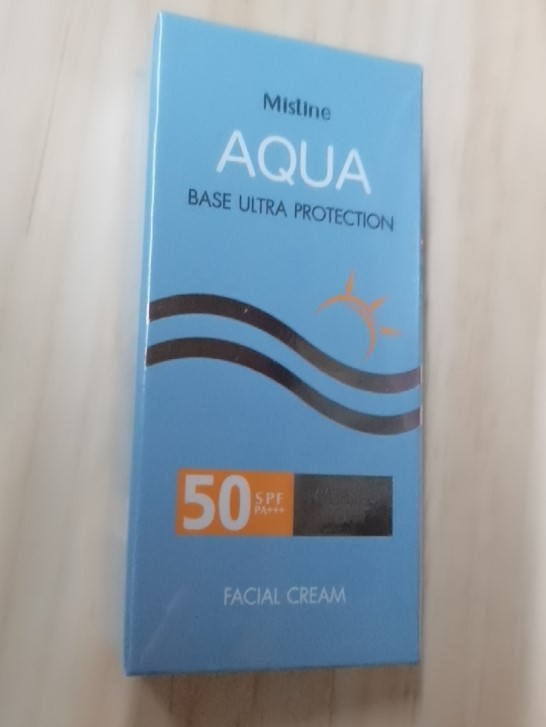 Mistine
AQUA
BASE ULTRA PROTECTION
50 SPF
PA+++
FACIAL CREAM